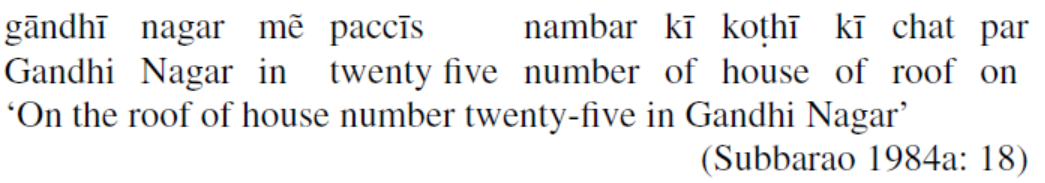 gāndhī nagar mẽ paccīs nambar kī koṭhī kī chat par
Gandhi Nagar in twenty five number of house of roof on
‘On the roof of house number twenty-five in Gandhi Nagar’
(Subbarao 1984a: 18)